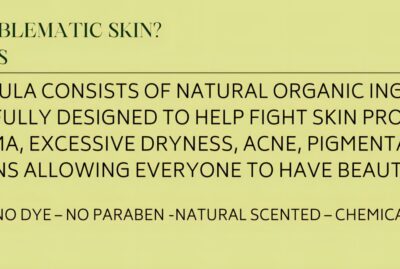 BLEMATIC SKIN?
S
ULA CONSISTS OF NATURAL ORGANIC ING
FULLY DESIGNED TO HELP FIGHT SKIN PRO
MA, EXCESSIVE DRYNESS, ACNE, PIGMENTA
NS ALLOWING EVERYONE TO HAVE BEAUT
NO DYE – NO PARABEN -NATURAL SCENTED – CHEMICA